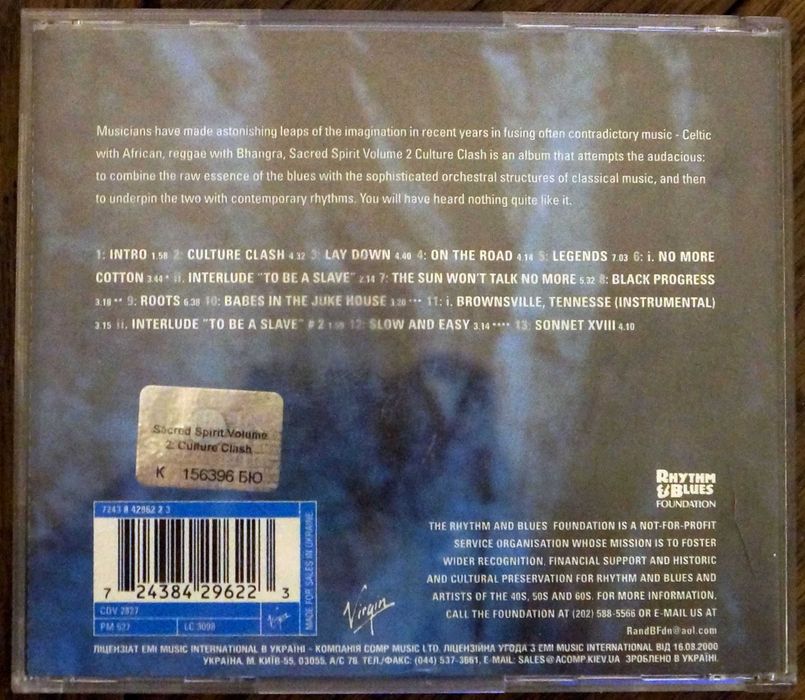 Musicians have made astonishing leaps of the imagination in recent years in fusing often contradictory music - Celtic
with African, reggae with Bhangra, Sacred Spirit Volume 2 Culture Clash is an album that attempts the audacious:
to combine the raw essence of the blues with the sophisticated orchestral structures of classical music, and then
to underpin the two with contemporary rhythms. You will have heard nothing quite like it.
1: INTRO 1.58 2: CULTURE CLASH 4.32 3: LAY DOWN 4.40 4: ON THE ROAD 4.14 5: LEGENDS 7.03 6: i. NO MORE
COTTON 3.44* ii. INTERLUDE "TO BE A SLAVE" 2.14 7: THE SUN WON'T TALK NO MORE 5.32 8: BLACK PROGRESS
3.18** 9: ROOTS 6.38 10: BABES IN THE JUKE HOUSE 3.20*** 11: i. BROWNSVILLE, TENNESSEE (INSTRUMENTAL)
3.15 ii. INTERLUDE "TO BE A SLAVE" #2 1.59 12: SLOW AND EASY 3.14**** 13: SONNET XVIII 4.10
Sacred Spirit Volume
2: Culture Clash
К 156396 БЮ
RHYTHM
& BLUES
FOUNDATION
7243 8 42962 2 3
7 24384 29622 3
CDV 2827
PM 527 LC 3098
MADE FOR SALES IN UKRAINE
Virgin
Virgin
THE RHYTHM AND BLUES FOUNDATION IS A NOT-FOR-PROFIT
SERVICE ORGANISATION WHOSE MISSION IS TO FOSTER
WIDER RECOGNITION, FINANCIAL SUPPORT AND HISTORIC
AND CULTURAL PRESERVATION FOR RHYTHM AND BLUES AND
ARTISTS OF THE 40S, 50S AND 60S. FOR MORE INFORMATION,
CALL THE FOUNDATION AT (202) 588-5566 OR E-MAIL US AT
RandBFdn@aol.com
ЛІЦЕНЗІАТ EMI MUSIC INTERNATIONAL В УКРАЇНІ - КОМПАНІЯ COMP MUSIC LTD. ЛІЦЕНЗІЙНА УГОДА З EMI MUSIC INTERNATIONAL ВІД 16.08.2000
УКРАЇНА, М. КИЇВ-55, 03055, А/С 76. ТЕЛ./ФАКС: (044) 537-3861, E-MAIL: SALES@ACOMP.KIEV.UA ЗРОБЛЕНО В УКРАЇНІ